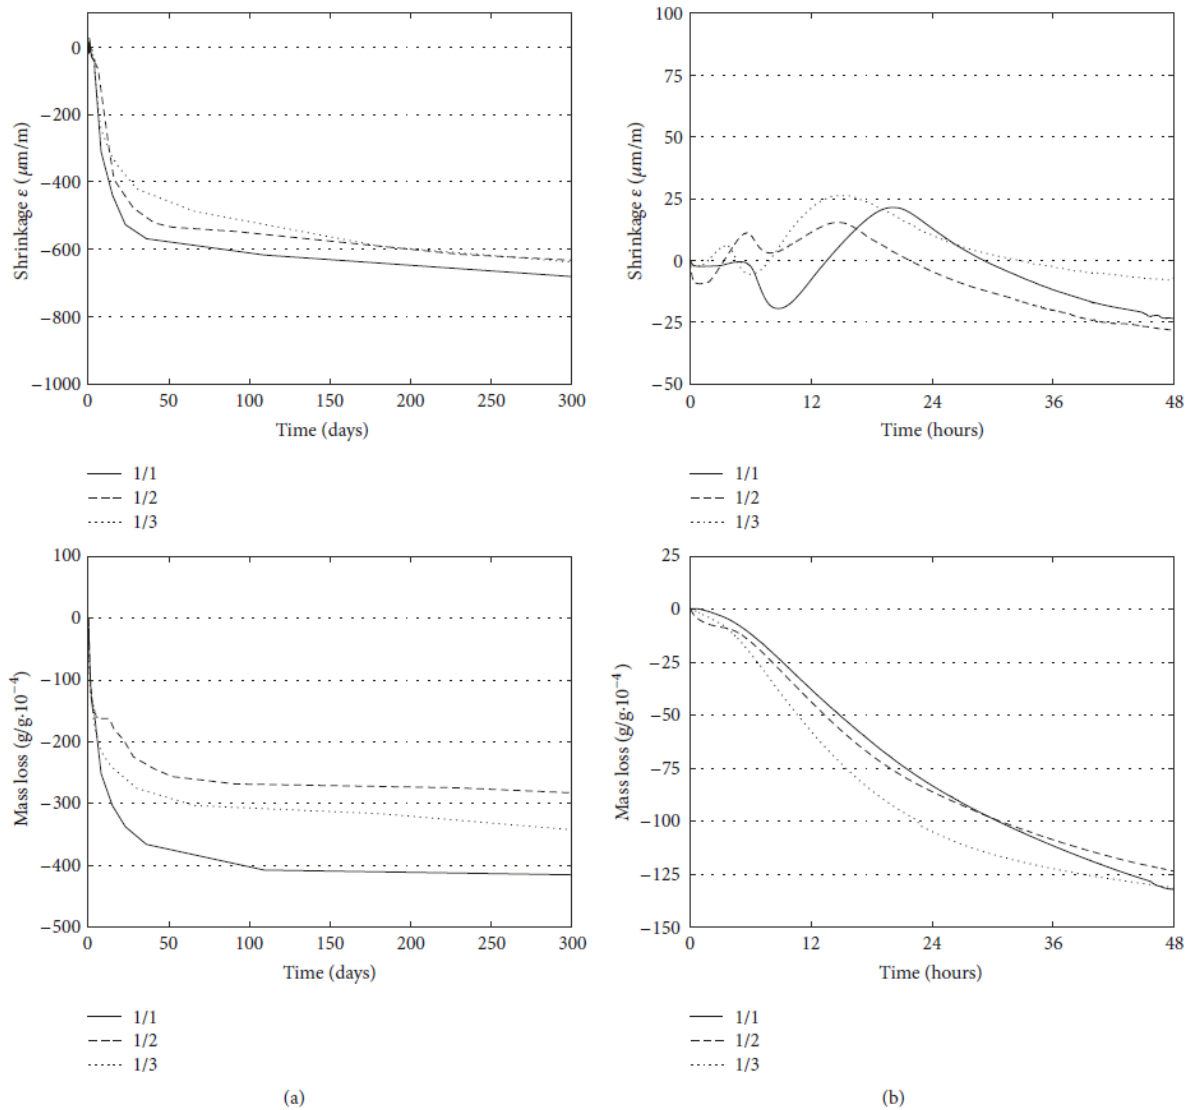 0
−200
−400
−600
−800
−1000
Shrinkage ε (μm/m)
0 50 100 150 200 250 300
Time (days)
1/1
1/2
1/3
100
75
50
25
0
−25
−50
Shrinkage ε (μm/m)
0 12 24 36 48
Time (hours)
1/1
1/2
1/3
100
0
−100
−200
−300
−400
−500
Mass loss (g/g·10⁻⁴)
0 50 100 150 200 250 300
Time (days)
1/1
1/2
1/3
(a)
25
0
−25
−50
−75
−100
−125
−150
Mass loss (g/g·10⁻⁴)
0 12 24 36 48
Time (hours)
1/1
1/2
1/3
(b)